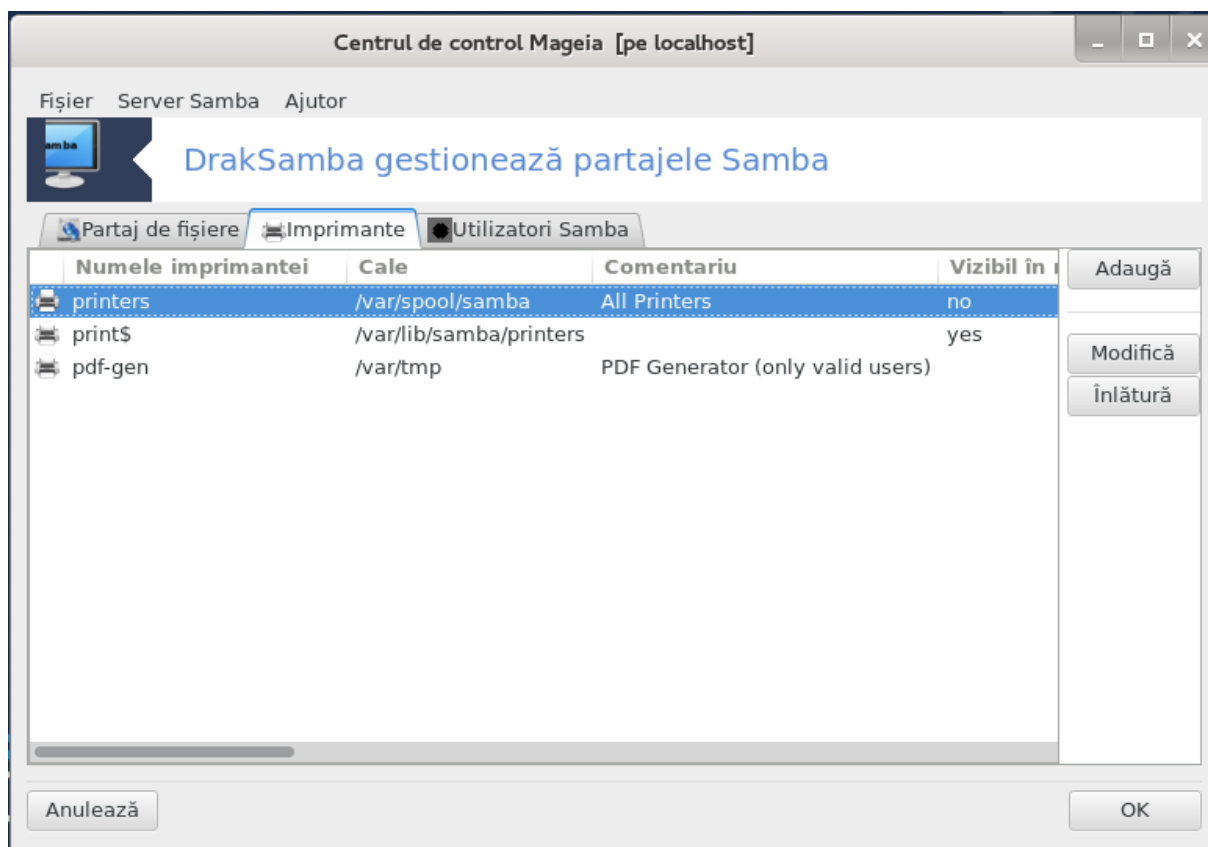 Centrul de control Mageia [pe localhost]
Fișier Server Samba Ajutor
amba
DrakSamba gestionează partajele Samba
Partaj de fișiere Imprimante Utilizatori Samba
Numele imprimantei Cale Comentariu Vizibil în
printers /var/spool/samba All Printers no
print$ /var/lib/samba/printers yes
pdf-gen /var/tmp PDF Generator (only valid users)
Adaugă
Modifică
Înlătură
Anulează OK